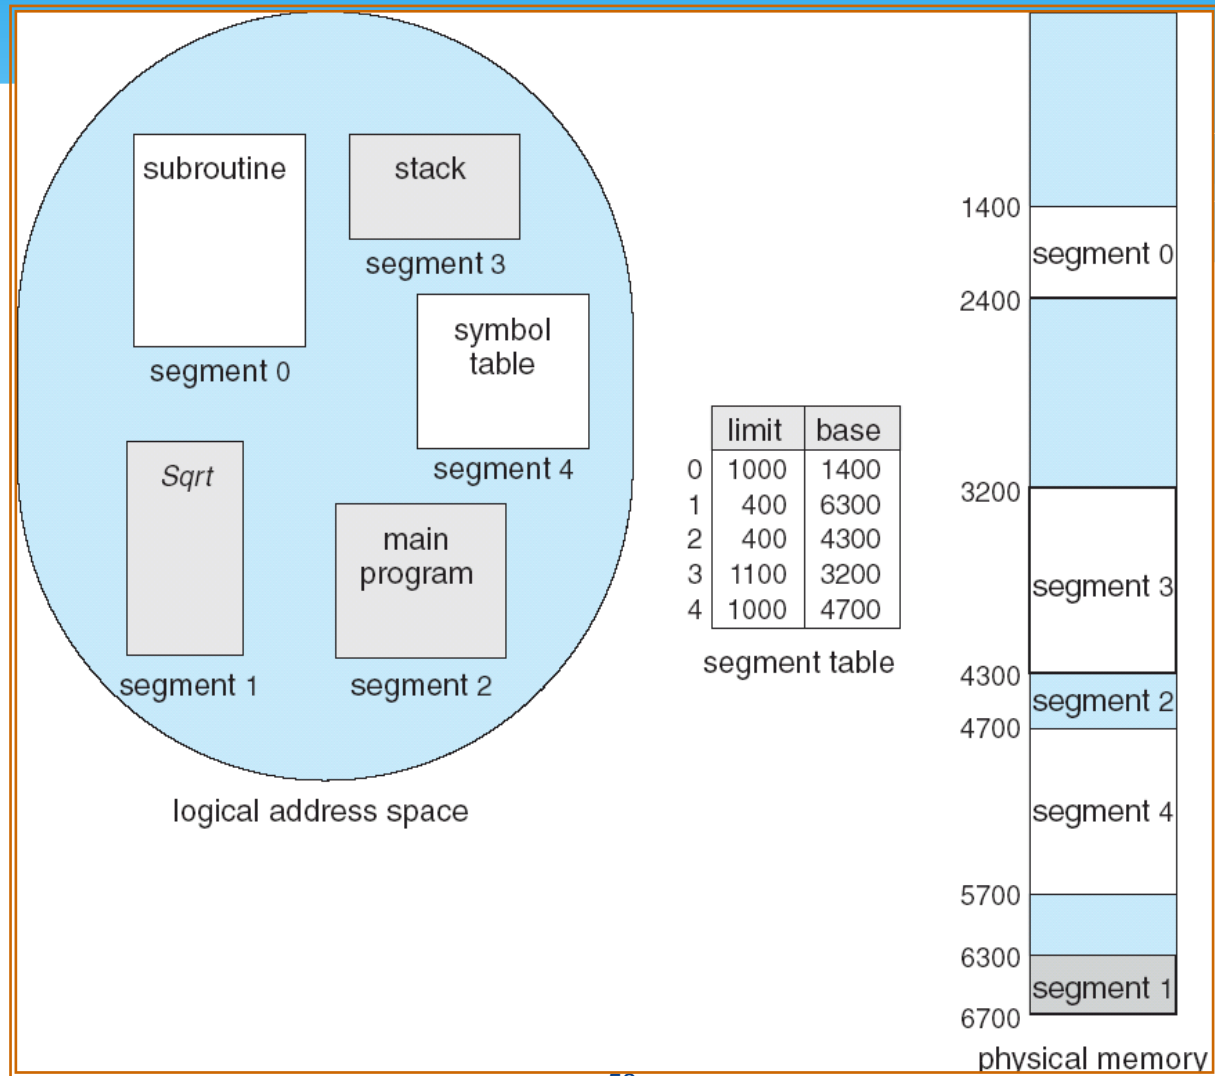 subroutine
segment 0
stack
segment 3
symbol
table
segment 4
Sqrt
segment 1
main
program
segment 2
logical address space
limit base
0 1000 1400
1 400 6300
2 400 4300
3 1100 3200
4 1000 4700
segment table
1400
segment 0
2400
3200
segment 3
4300
segment 2
4700
segment 4
5700
6300
segment 1
6700
physical memory